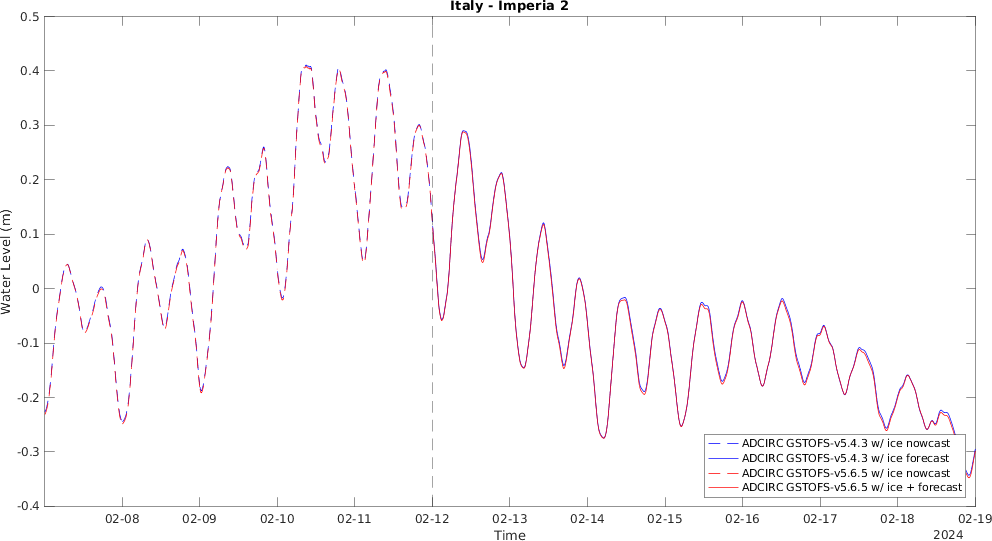 Italy - Imperia 2
Water Level (m)
0.5
0.4
0.3
0.2
0.1
0
-0.1
-0.2
-0.3
-0.4
ADCIRC GSTOFS-v5.4.3 w/ ice nowcast
ADCIRC GSTOFS-v5.4.3 w/ ice forecast
ADCIRC GSTOFS-v5.6.5 w/ ice nowcast
ADCIRC GSTOFS-v5.6.5 w/ ice + forecast
02-08 02-09 02-10 02-11 02-12 02-13 02-14 02-15 02-16 02-17 02-18 02-19
Time
2024